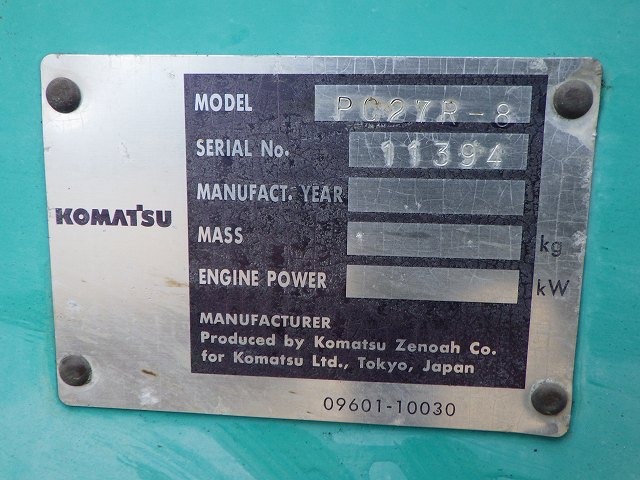 KOMATSU
MODEL PC27R-8
SERIAL No. 11394
MANUFACT. YEAR
MASS kg
ENGINE POWER kW
MANUFACTURER
Produced by Komatsu Zenoah Co.
for Komatsu Ltd., Tokyo, Japan
09601-10030